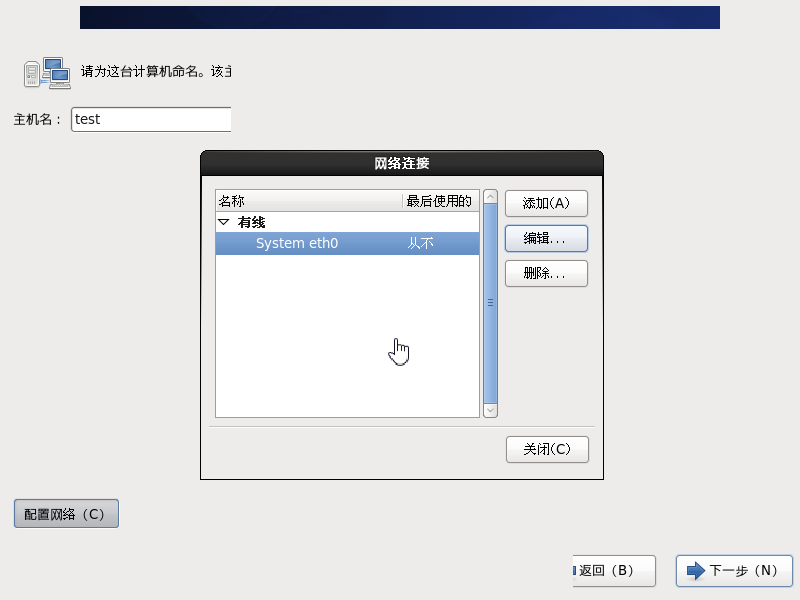 请为这台计算机命名。该
主机名：
test
网络连接
名称
最后使用的
有线
System eth0
从不
添加(A)
编辑...
删除...
关闭(C)
配置网络（C）
返回（B）
下一步（N）